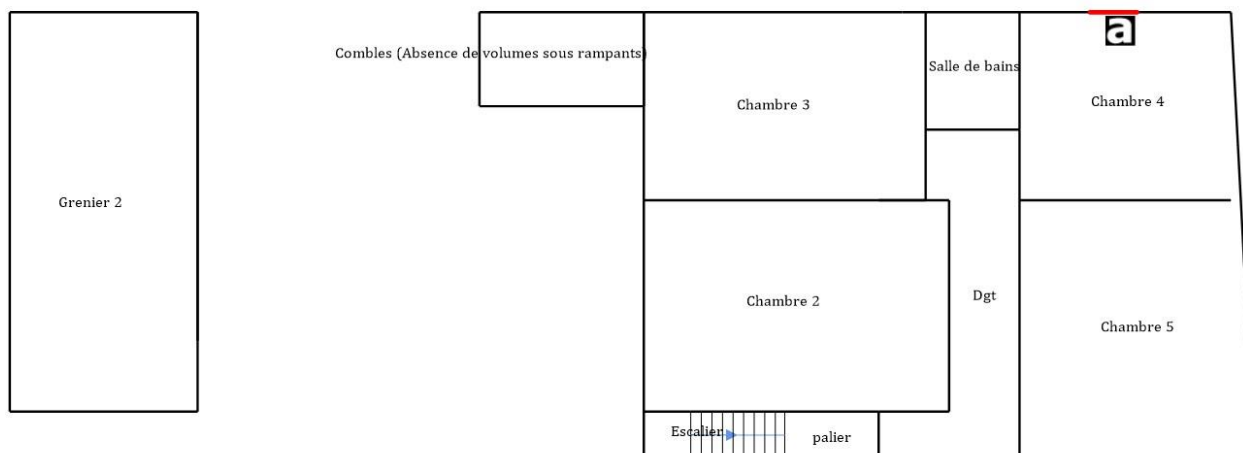 a
Combles (Absence de volumes sous rampants)
Salle de bains
Chambre 3
Chambre 4
Grenier 2
Chambre 2
Dgt
Chambre 5
Escalier
palier